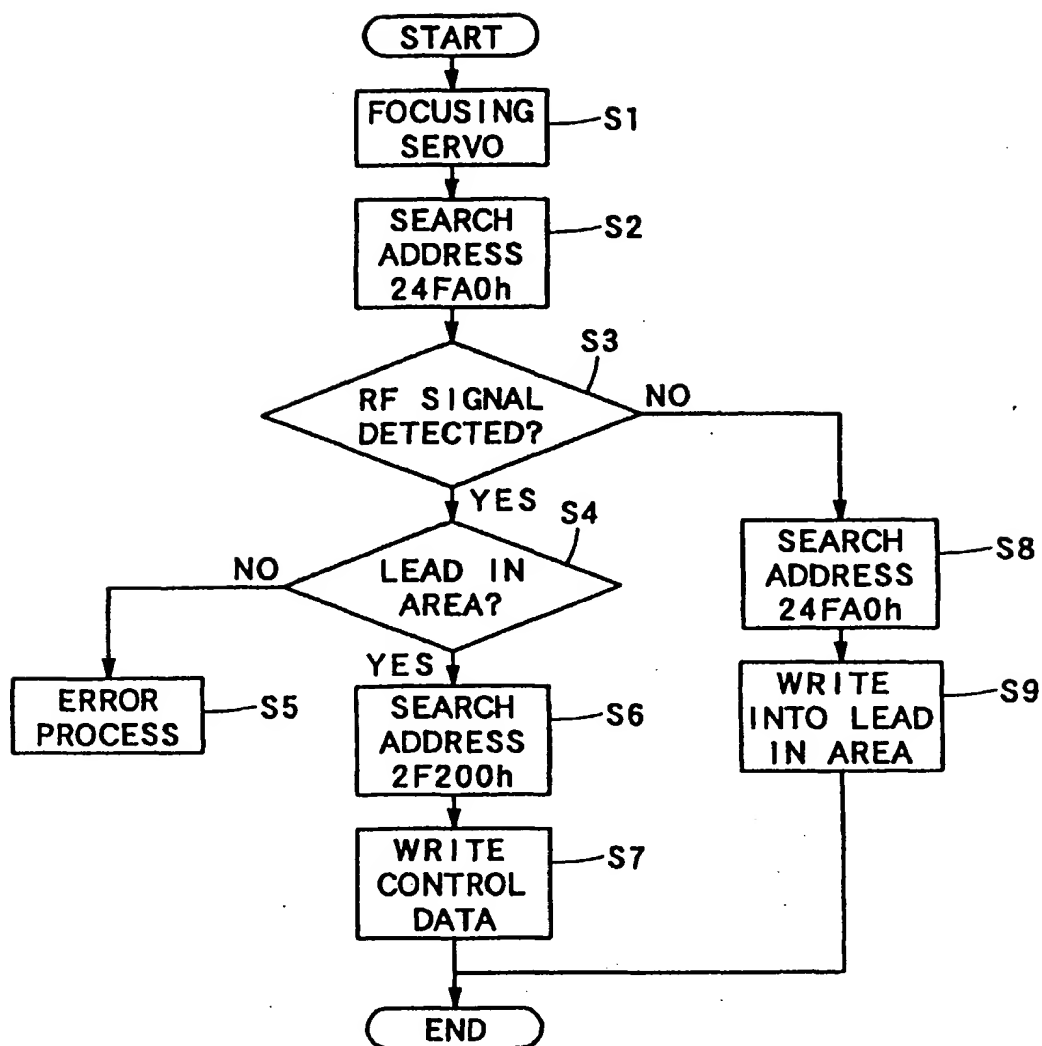 START
FOCUSING
SERVO
S1
SEARCH
ADDRESS
24FA0h
S2
RF SIGNAL
DETECTED?
S3
NO
YES
LEAD IN
AREA?
S4
NO
YES
ERROR
PROCESS
S5
SEARCH
ADDRESS
2F200h
S6
WRITE
CONTROL
DATA
S7
SEARCH
ADDRESS
24FA0h
S8
WRITE
INTO LEAD
IN AREA
S9
END